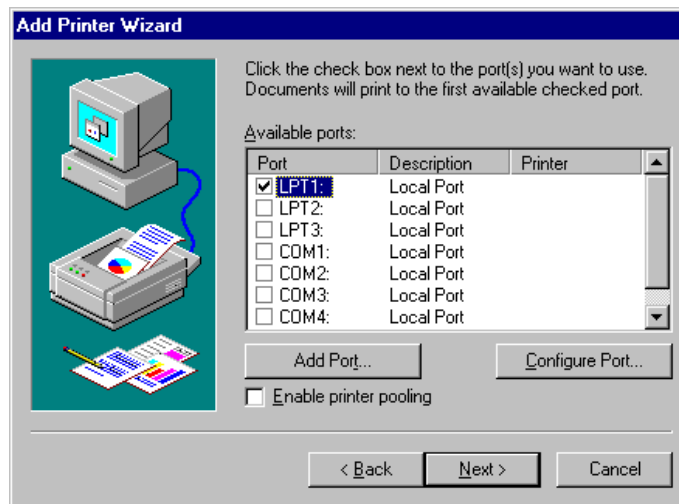 Add Printer Wizard
Click the check box next to the port(s) you want to use.
Documents will print to the first available checked port.
Available ports:
Port Description Printer
LPT1: Local Port
LPT2: Local Port
LPT3: Local Port
COM1: Local Port
COM2: Local Port
COM3: Local Port
COM4: Local Port
Add Port... Configure Port...
Enable printer pooling
< Back Next > Cancel